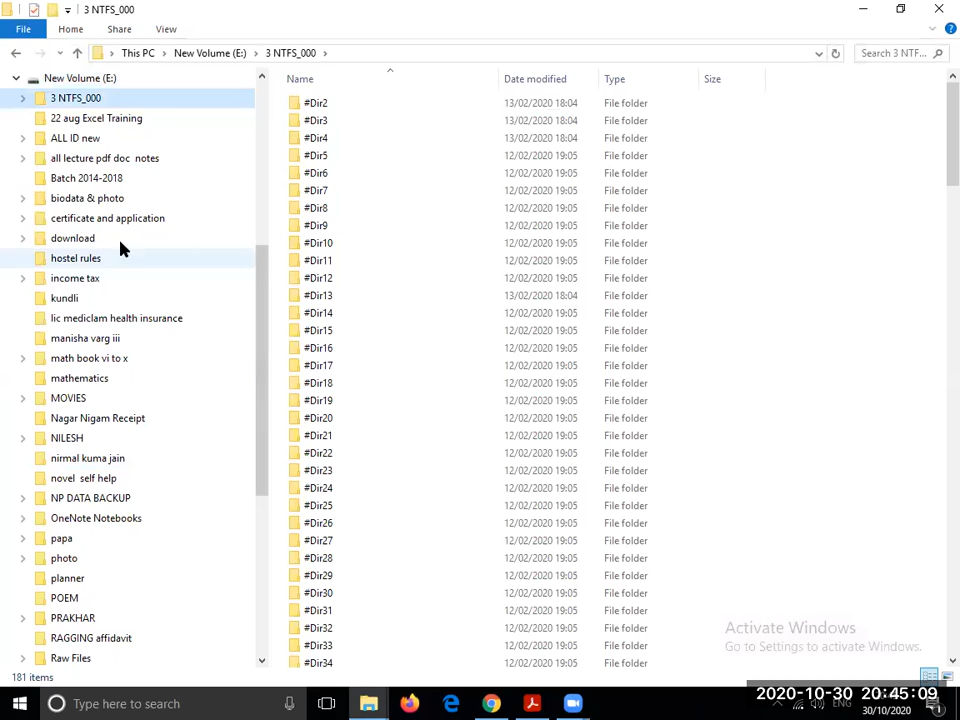 3 NTFS_000
File Home Share View
This PC New Volume (E:) 3 NTFS_000 Search 3 NTF...
New Volume (E:)
3 NTFS_000
22 aug Excel Training
ALL ID new
all lecture pdf doc notes
Batch 2014-2018
biodata & photo
certificate and application
download
hostel rules
income tax
kundli
lic mediclam health insurance
manisha varg iii
math book vi to x
mathematics
MOVIES
Nagar Nigam Receipt
NILESH
nirmal kuma jain
novel self help
NP DATA BACKUP
OneNote Notebooks
papa
photo
planner
POEM
PRAKHAR
RAGGING affidavit
Raw Files
Name Date modified Type Size
#Dir2 13/02/2020 18:04 File folder
#Dir3 13/02/2020 18:04 File folder
#Dir4 13/02/2020 18:04 File folder
#Dir5 12/02/2020 19:05 File folder
#Dir6 12/02/2020 19:05 File folder
#Dir7 12/02/2020 19:05 File folder
#Dir8 12/02/2020 19:05 File folder
#Dir9 12/02/2020 19:05 File folder
#Dir10 12/02/2020 19:05 File folder
#Dir11 12/02/2020 19:05 File folder
#Dir12 12/02/2020 19:05 File folder
#Dir13 13/02/2020 18:04 File folder
#Dir14 12/02/2020 19:05 File folder
#Dir15 12/02/2020 19:05 File folder
#Dir16 12/02/2020 19:05 File folder
#Dir17 12/02/2020 19:05 File folder
#Dir18 12/02/2020 19:05 File folder
#Dir19 12/02/2020 19:05 File folder
#Dir20 12/02/2020 19:05 File folder
#Dir21 12/02/2020 19:05 File folder
#Dir22 12/02/2020 19:05 File folder
#Dir23 12/02/2020 19:05 File folder
#Dir24 12/02/2020 19:05 File folder
#Dir25 12/02/2020 19:05 File folder
#Dir26 12/02/2020 19:05 File folder
#Dir27 12/02/2020 19:05 File folder
#Dir28 12/02/2020 19:05 File folder
#Dir29 12/02/2020 19:05 File folder
#Dir30 12/02/2020 19:05 File folder
#Dir31 12/02/2020 19:05 File folder
#Dir32 12/02/2020 19:05 File folder
#Dir33 12/02/2020 19:05 File folder
#Dir34 12/02/2020 19:05 File folder
Activate Windows
Go to Settings to activate Windows.
181 items
Type here to search
2020-10-30 20:45:09
ENG
30/10/2020